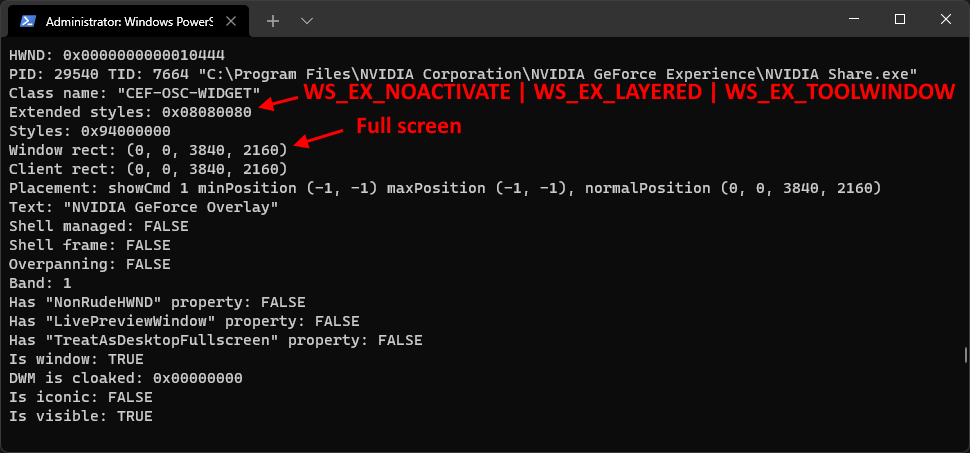 Administrator: Windows PowerS
HWND: 0x0000000000010444
PID: 29540 TID: 7664 "C:\Program Files\NVIDIA Corporation\NVIDIA GeForce Experience\NVIDIA Share.exe"
Class name: "CEF-OSC-WIDGET"
WS_EX_NOACTIVATE | WS_EX_LAYERED | WS_EX_TOOLWINDOW
Extended styles: 0x08080080
Styles: 0x94000000
Full screen
Window rect: (0, 0, 3840, 2160)
Client rect: (0, 0, 3840, 2160)
Placement: showCmd 1 minPosition (-1, -1) maxPosition (-1, -1), normalPosition (0, 0, 3840, 2160)
Text: "NVIDIA GeForce Overlay"
Shell managed: FALSE
Shell frame: FALSE
Overpanning: FALSE
Band: 1
Has "NonRudeHWND" property: FALSE
Has "LivePreviewWindow" property: FALSE
Has "TreatAsDesktopFullscreen" property: FALSE
Is window: TRUE
DWM is cloaked: 0x00000000
Is iconic: FALSE
Is visible: TRUE